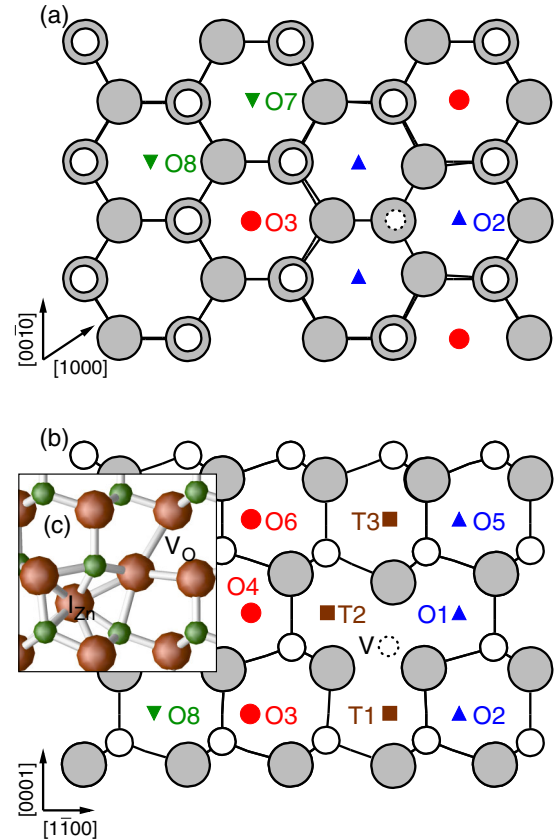 (a)
O7
O8
O3
O2
[001̄0]
[1000]
(b)
(c)
V_O
I_Zn
O6
T3
O5
O4
T2
O1
V
O8
O3
T1
O2
[0001]
[11̄00]